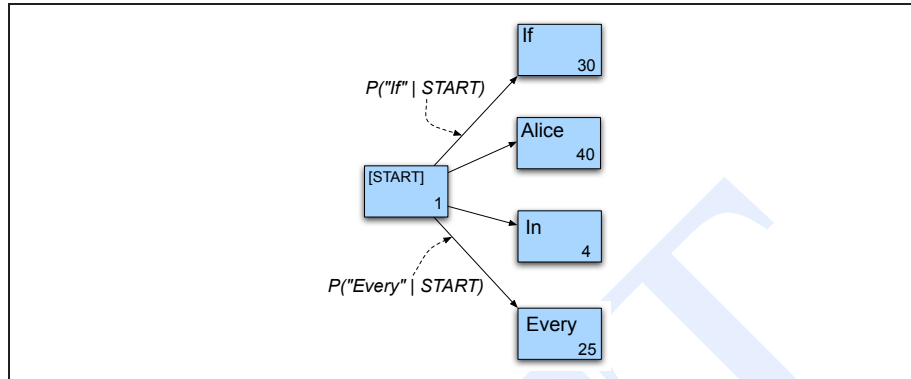 If
30
P("If" | START)
Alice
40
[START]
1
In
4
P("Every" | START)
Every
25